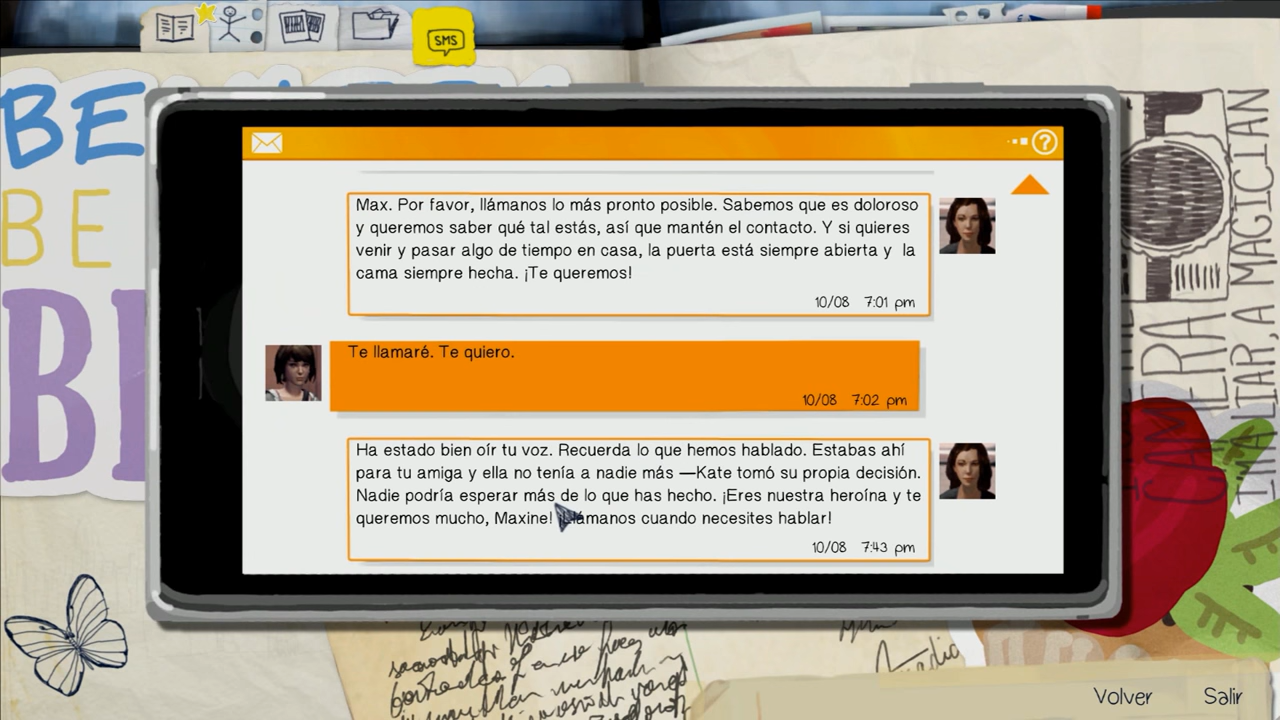 SMS
BE
BE
Max. Por favor, llámanos lo más pronto posible. Sabemos que es doloroso
y queremos saber qué tal estás, así que mantén el contacto. Y si quieres
venir y pasar algo de tiempo en casa, la puerta está siempre abierta y la
cama siempre hecha. ¡Te queremos!
10/08 7:01 pm
Te llamaré. Te quiero.
10/08 7:02 pm
Ha estado bien oír tu voz. Recuerda lo que hemos hablado. Estabas ahí
para tu amiga y ella no tenía a nadie más —Kate tomó su propia decisión.
Nadie podría esperar más de lo que has hecho. ¡Eres nuestra heroína y te
queremos mucho, Maxine! ¡Llámanos cuando necesites hablar!
10/08 7:43 pm
LIAR, A MAGICIAN
Volver Salir